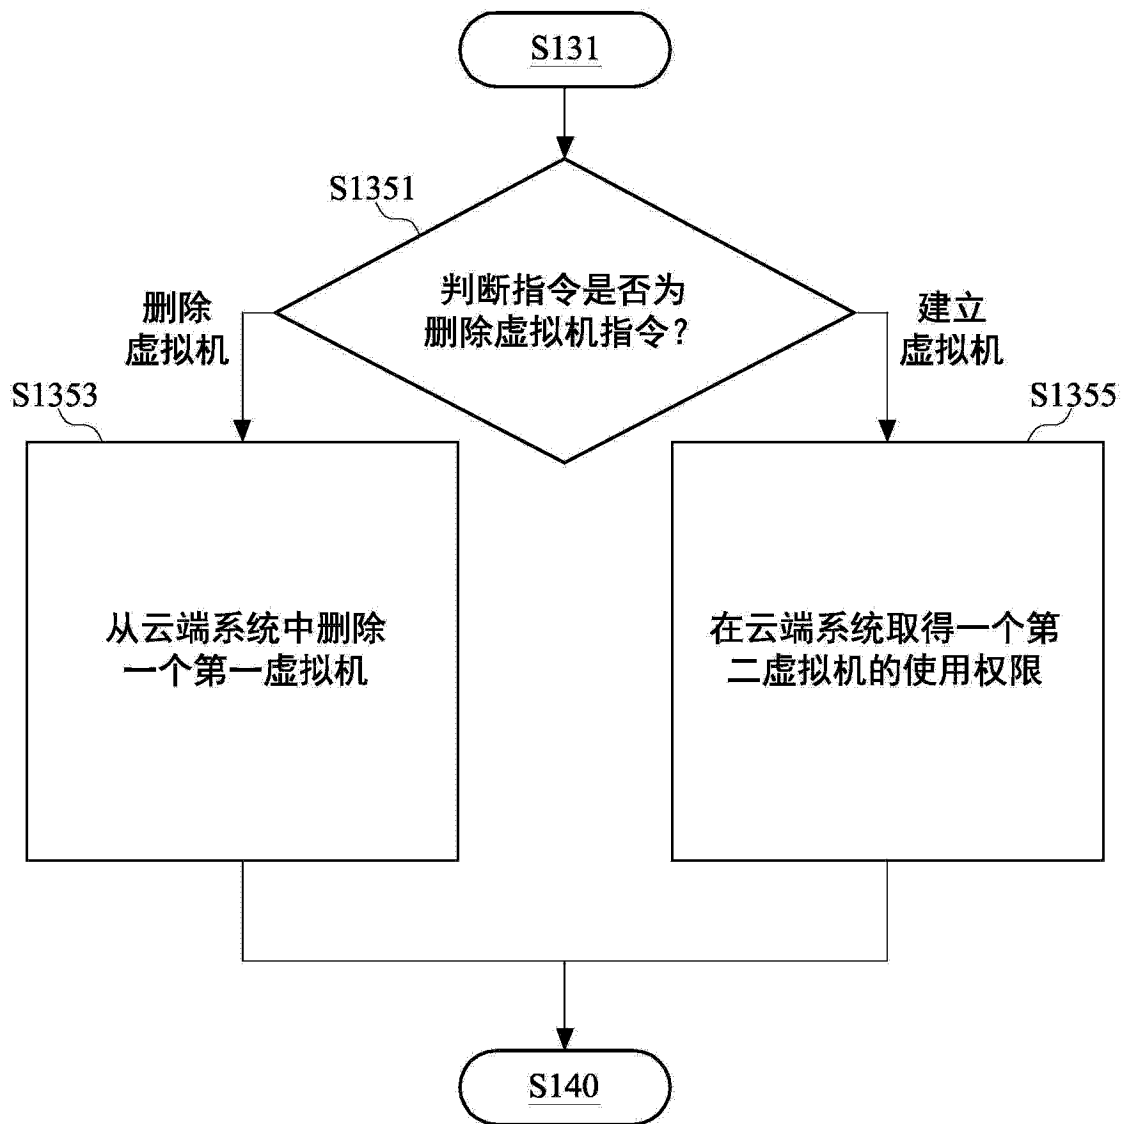 S131
S1351
判断指令是否为
删除虚拟机指令？
删除
虚拟机
建立
虚拟机
S1353
S1355
从云端系统中删除
一个第一虚拟机
在云端系统取得一个第
二虚拟机的使用权限
S140